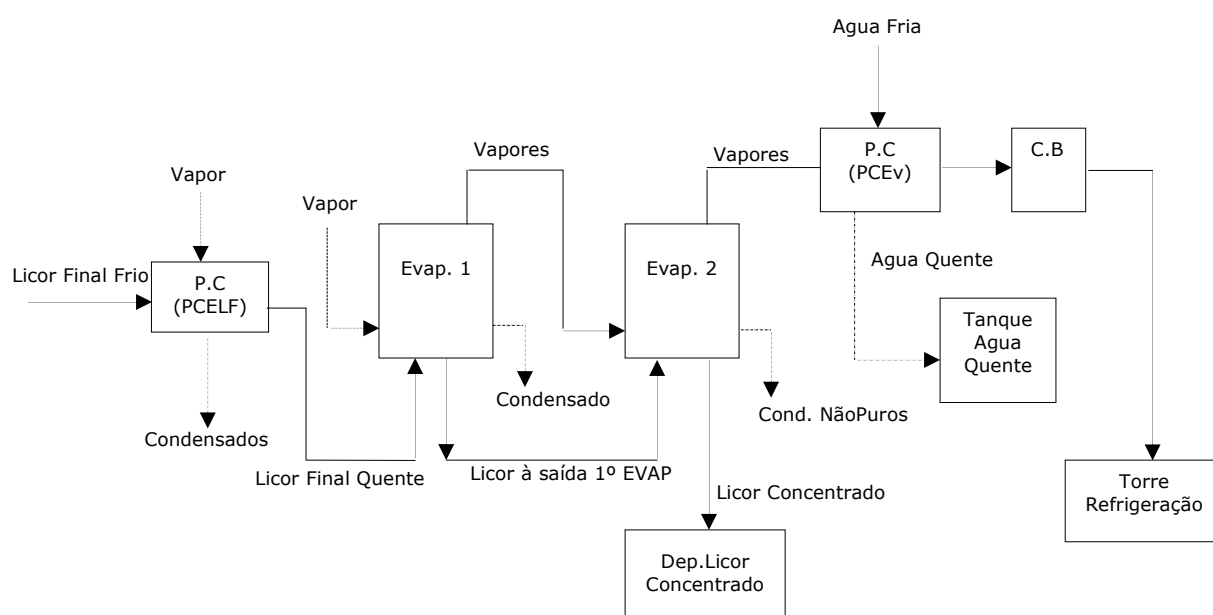 Agua Fria
Vapores
Vapores
P.C
(PCEv)
C.B
Vapor
Vapor
Evap. 1
Evap. 2
Agua Quente
Licor Final Frio
P.C
(PCELF)
Tanque
Agua
Quente
Condensado
Cond. NãoPuros
Condensados
Licor Final Quente
Licor à saída 1º EVAP
Licor Concentrado
Torre
Refrigeração
Dep.Licor
Concentrado